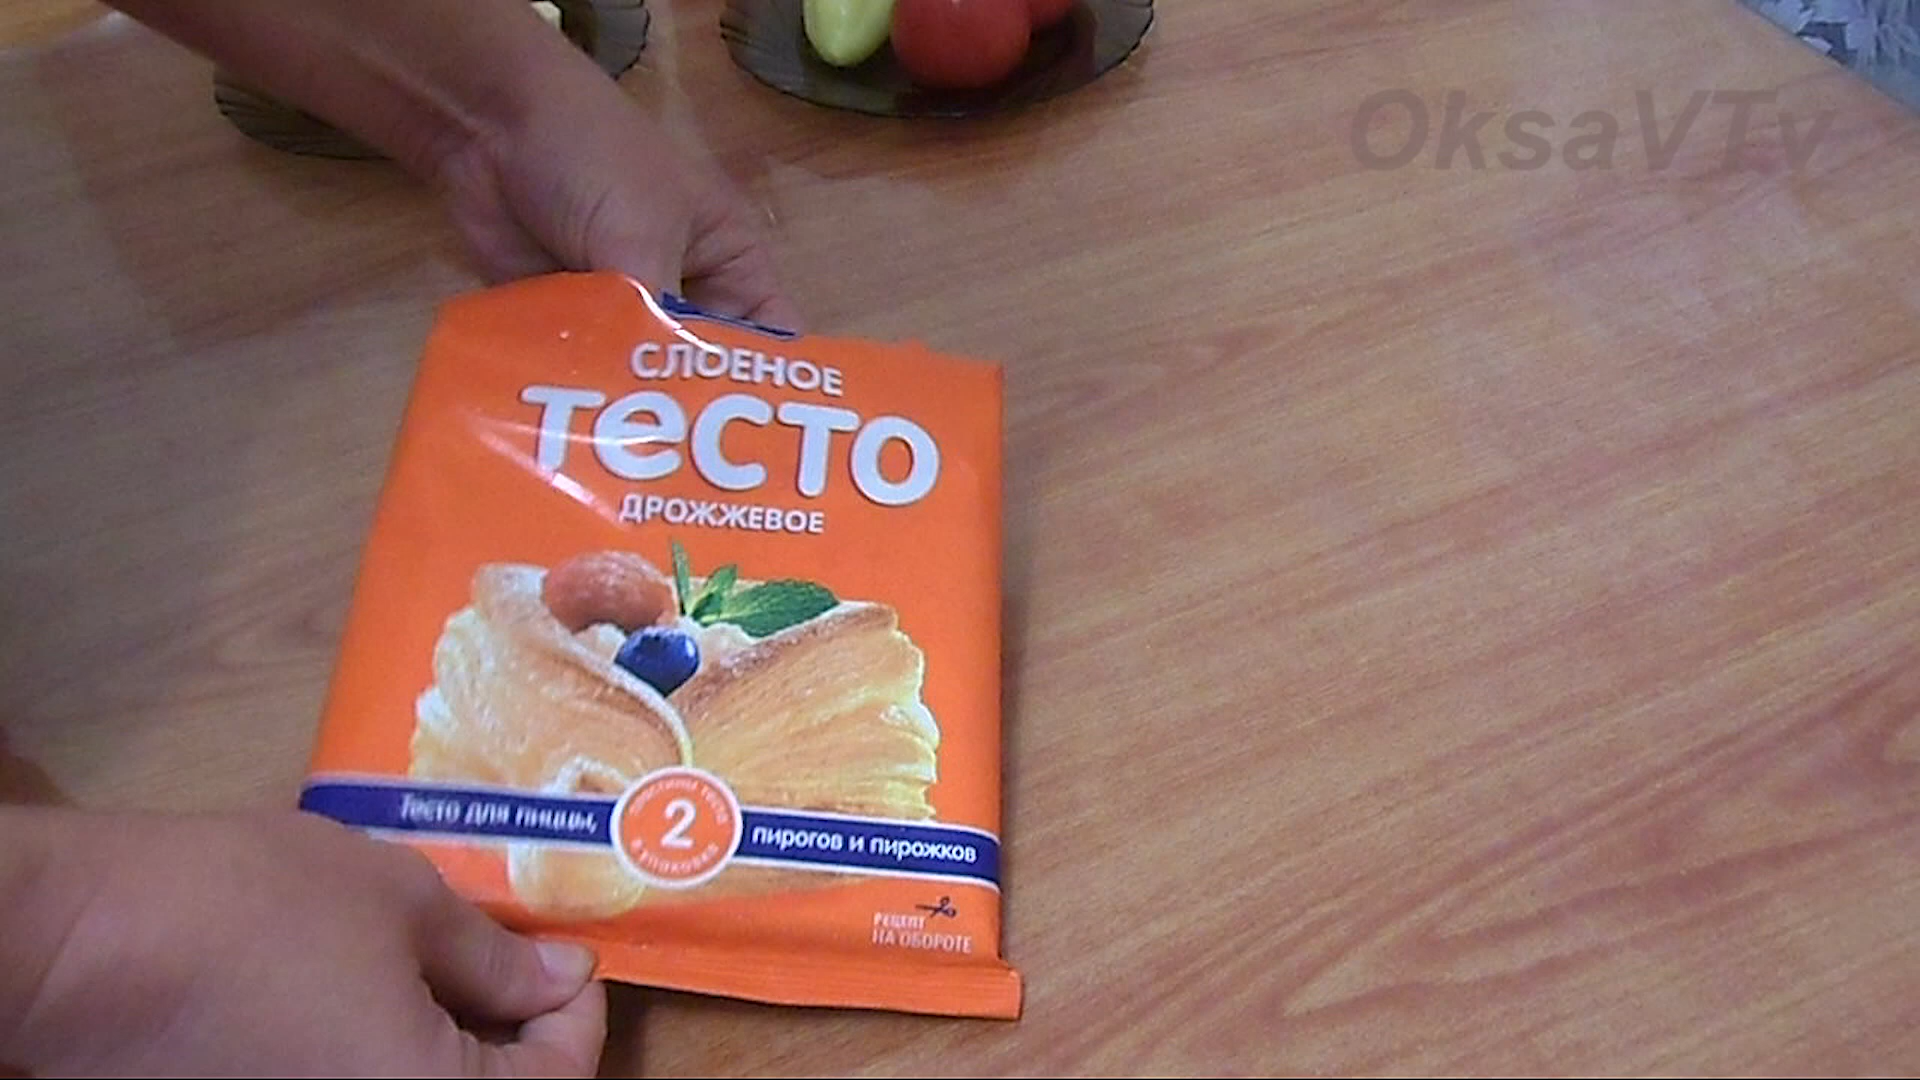 OksaVTv
СЛОЕНОЕ
тесто
ДРОЖЖЕВОЕ
Тесто для пиццы,
2
пирогов и пирожков
РЕЦЕПТ
НА ОБОРОТЕ